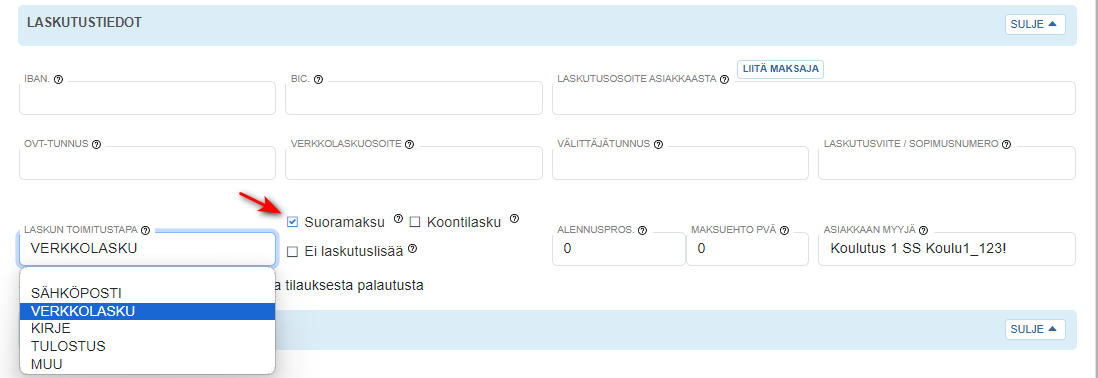 LASKUTUSTIEDOT
SULJE
IBAN.
BIC.
LASKUTUSOSOITE ASIAKKAASTA
LIITÄ MAKSAJA
OVT-TUNNUS
VERKKOLASKUOSOITE
VÄLITTÄJÄTUNNUS
LASKUTUSVIITE / SOPIMUSNUMERO
LASKUN TOIMITUSTAPA
VERKKOLASKU
Suoramaksu
Koontilasku
Ei laskutuslisää
ALENNUSPROS.
0
MAKSUEHTO PVÄ
0
ASIAKKAAN MYYJÄ
Koulutus 1 SS Koulu1_123!
a tilauksesta palautusta
SÄHKÖPOSTI
VERKKOLASKU
KIRJE
TULOSTUS
MUU
SULJE